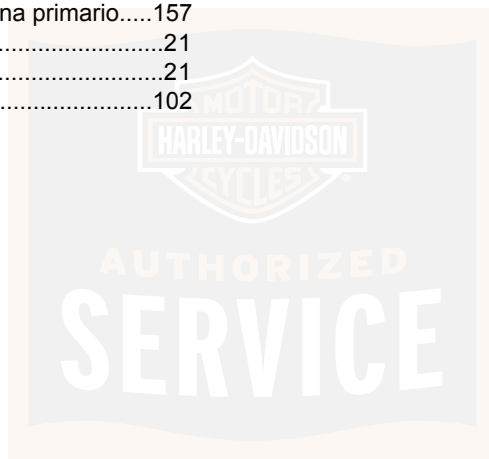 na primario.....157
..........................21
..........................21
........................102
MOTOR
HARLEY-DAVIDSON
CYCLES
®
AUTHORIZED
SERVICE